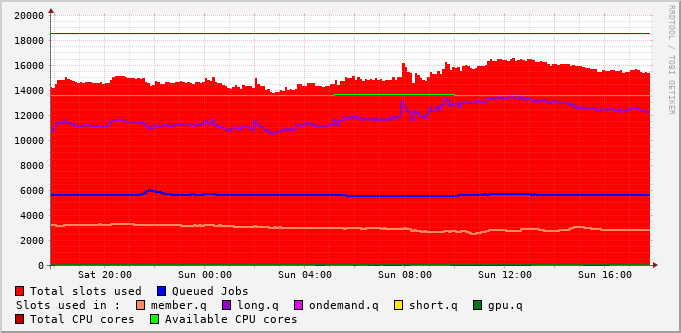 20000
18000
16000
14000
12000
10000
8000
6000
4000
2000
0
Sat 20:00 Sun 00:00 Sun 04:00 Sun 08:00 Sun 12:00 Sun 16:00
RRDTOOL / TOBI OETIKER
Total slots used Queued Jobs
Slots used in : member.q long.q ondemand.q short.q gpu.q
Total CPU cores Available CPU cores